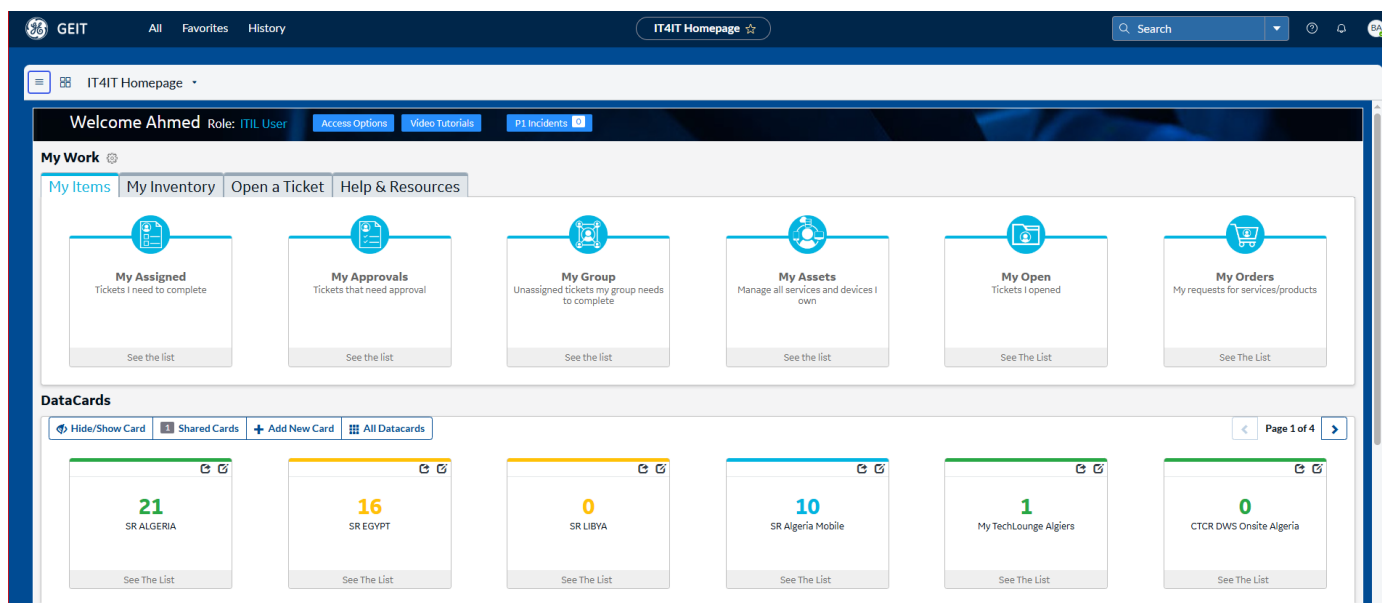 GEIT All Favorites History IT4IT Homepage Search BA
IT4IT Homepage
Welcome Ahmed Role: ITIL User Access Options Video Tutorials P1 Incidents 0
My Work
My Items My Inventory Open a Ticket Help & Resources
My Assigned
Tickets I need to complete
See the list
My Approvals
Tickets that need approval
See the list
My Group
Unassigned tickets my group needs
to complete
See the list
My Assets
Manage all services and devices I
own
See the list
My Open
Tickets I opened
See The List
My Orders
My requests for services/products
See The List
DataCards
Hide/Show Card 1 Shared Cards Add New Card All Datacards Page 1 of 4
21
SR ALGERIA
See The List
16
SR EGYPT
See The List
0
SR LIBYA
See The List
10
SR Algeria Mobile
See The List
1
My TechLounge Algiers
See The List
0
CTCR DWS Onsite Algeria
See The List